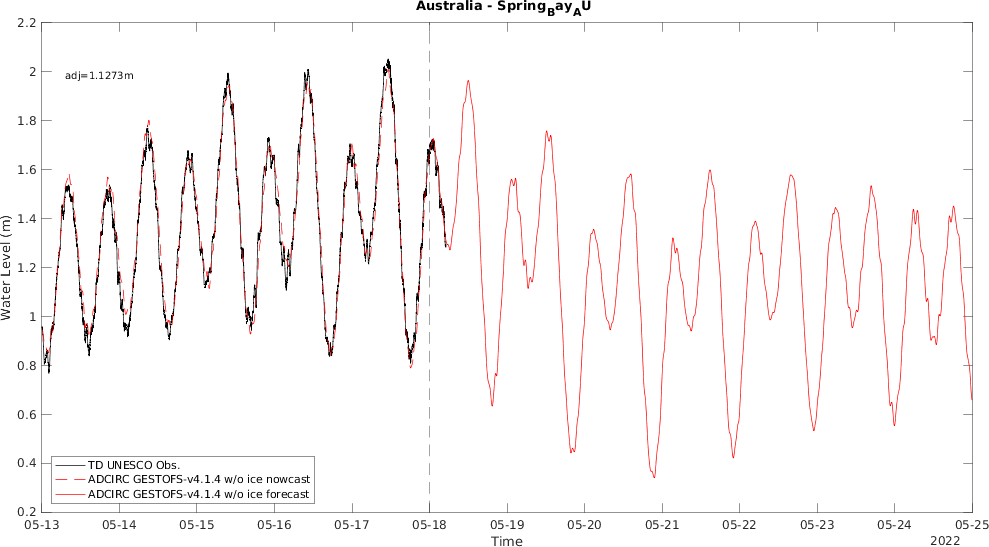 Australia - SpringBayAU
2.2
2
1.8
1.6
1.4
1.2
1
0.8
0.6
0.4
0.2
Water Level (m)
adj=1.1273m
TD UNESCO Obs.
ADCIRC GESTOFS-v4.1.4 w/o ice nowcast
ADCIRC GESTOFS-v4.1.4 w/o ice forecast
05-13 05-14 05-15 05-16 05-17 05-18 05-19 05-20 05-21 05-22 05-23 05-24 05-25
Time
2022